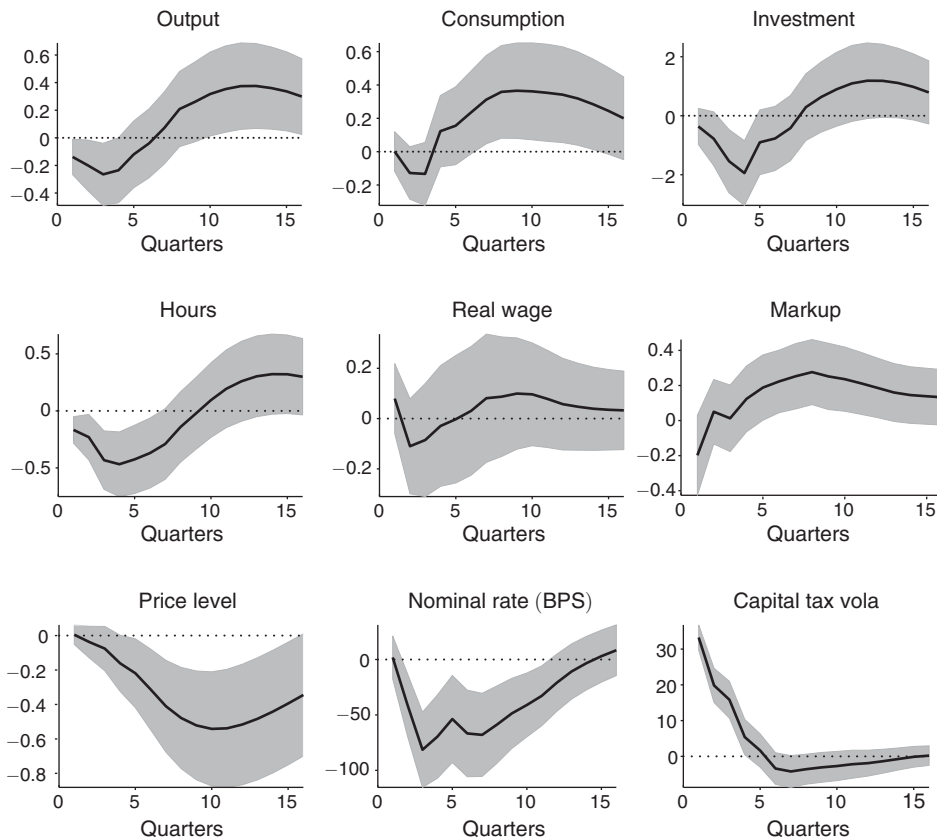 Output
0.6
0.4
0.2
0
−0.2
−0.4
0 5 10 15
Quarters
Consumption
0.6
0.4
0.2
0
−0.2
0 5 10 15
Quarters
Investment
2
0
−2
0 5 10 15
Quarters
Hours
0.5
0
−0.5
0 5 10 15
Quarters
Real wage
0.2
0
−0.2
0 5 10 15
Quarters
Markup
0.4
0.2
0
−0.2
−0.4
0 5 10 15
Quarters
Price level
0
−0.2
−0.4
−0.6
−0.8
0 5 10 15
Quarters
Nominal rate (BPS)
0
−50
−100
0 5 10 15
Quarters
Capital tax vola
30
20
10
0
0 5 10 15
Quarters